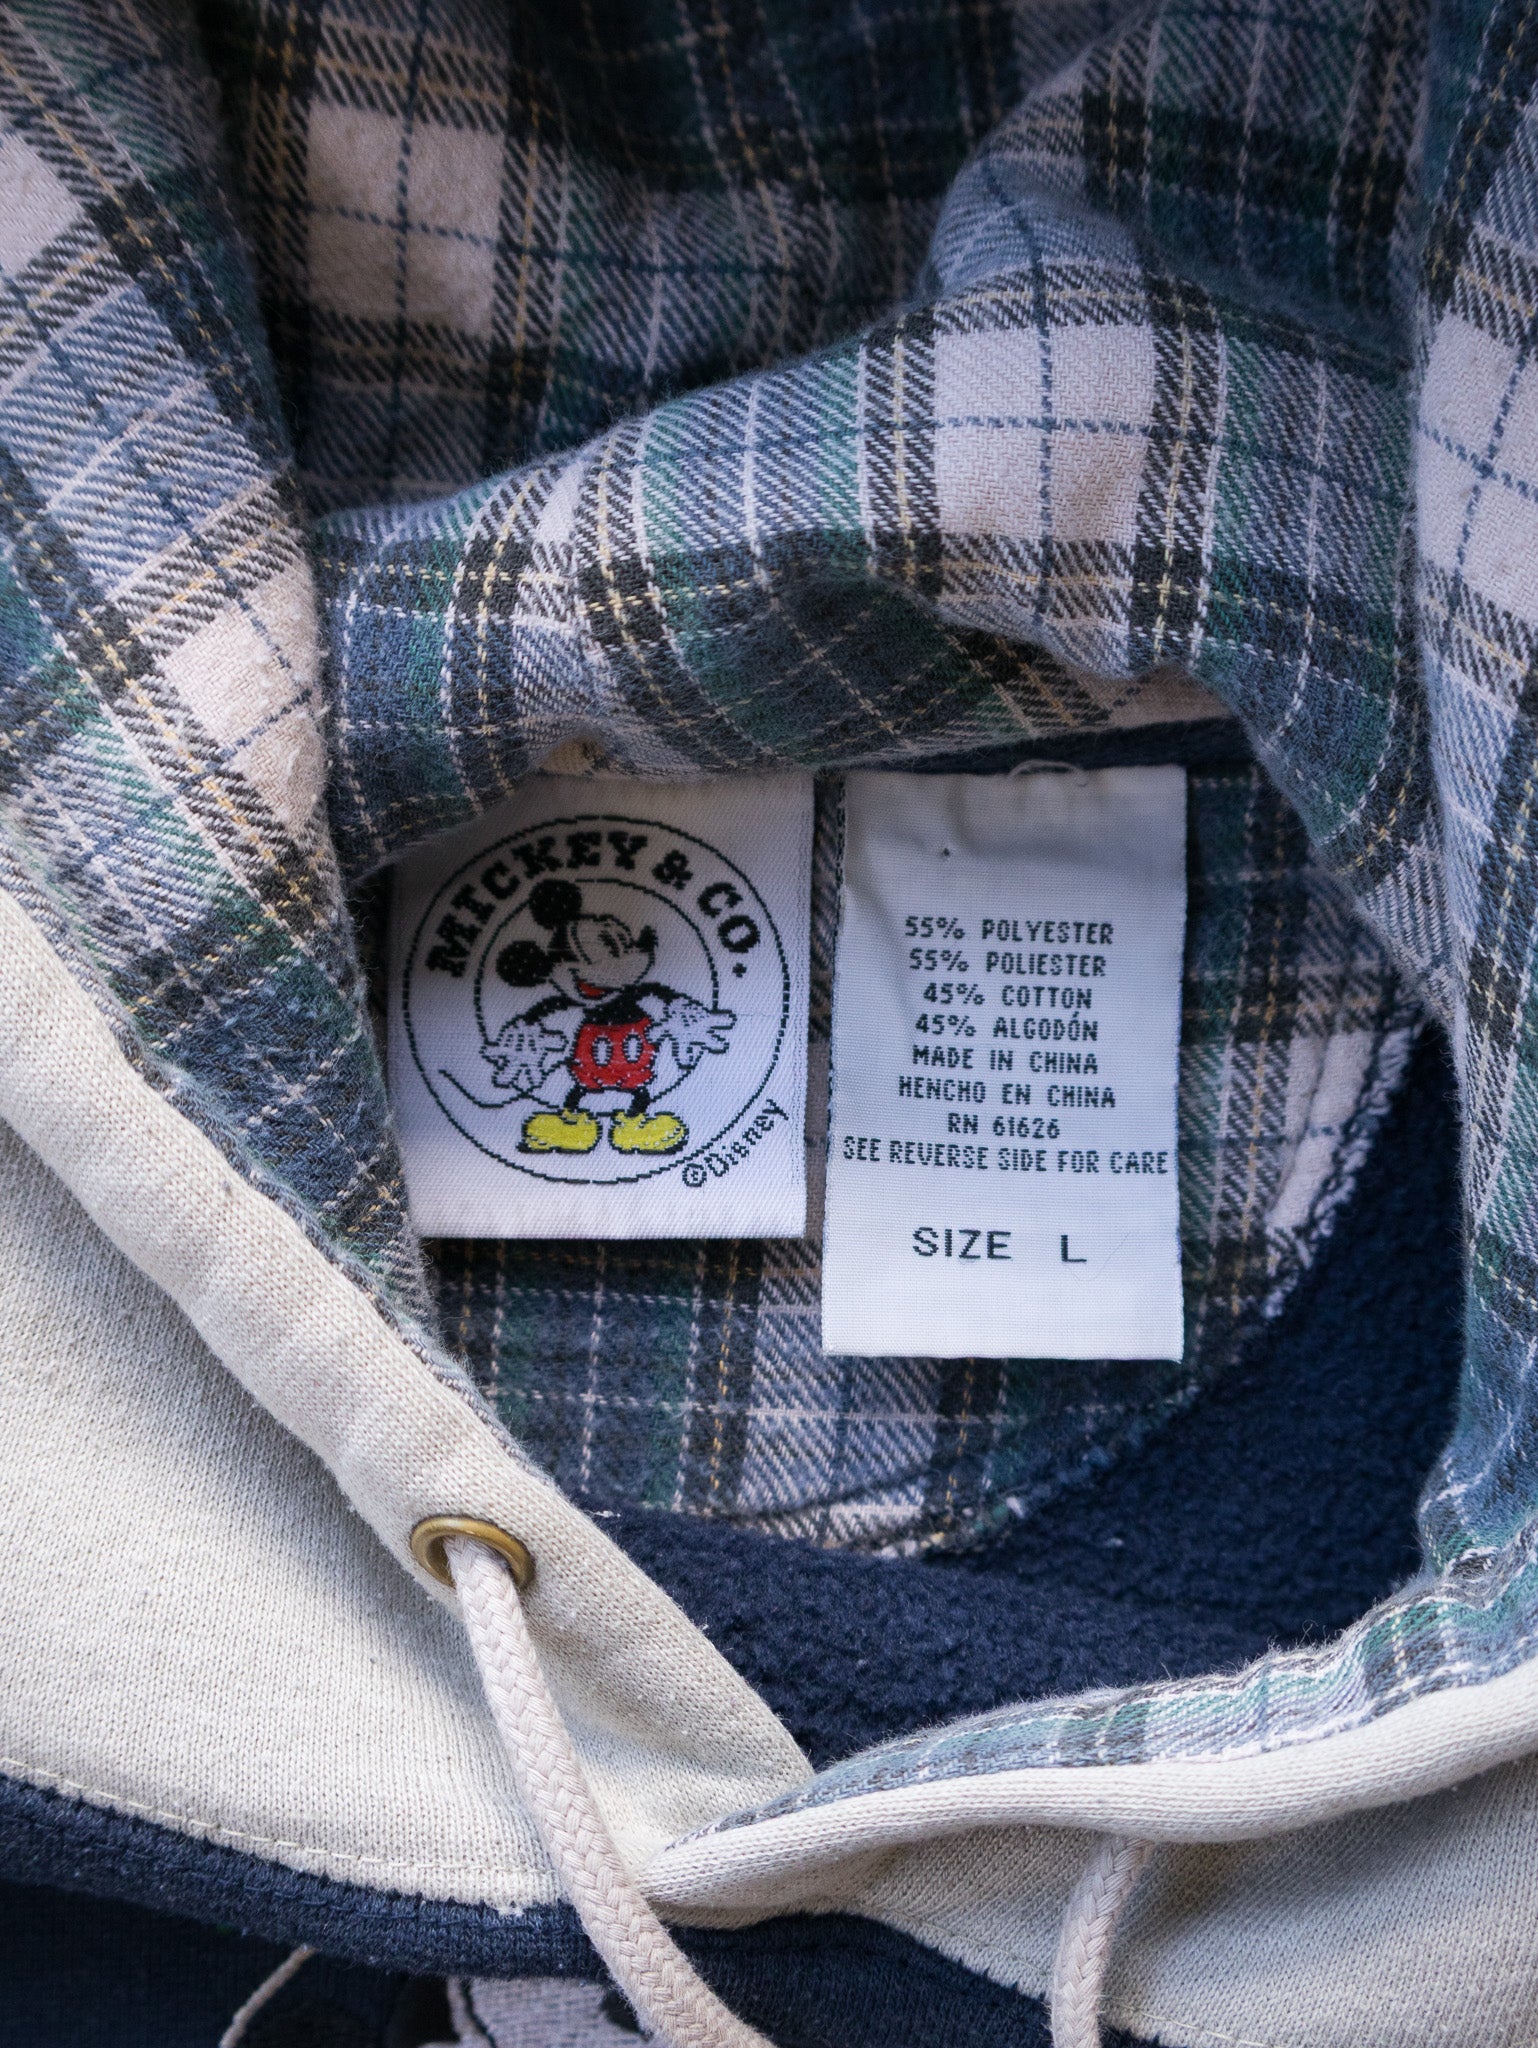 MICKEY & CO.
©Disney
55% POLYESTER
55% POLIESTER
45% COTTON
45% ALGODÓN
MADE IN CHINA
HENCHO EN CHINA
RN 61626
SEE REVERSE SIDE FOR CARE
SIZE L